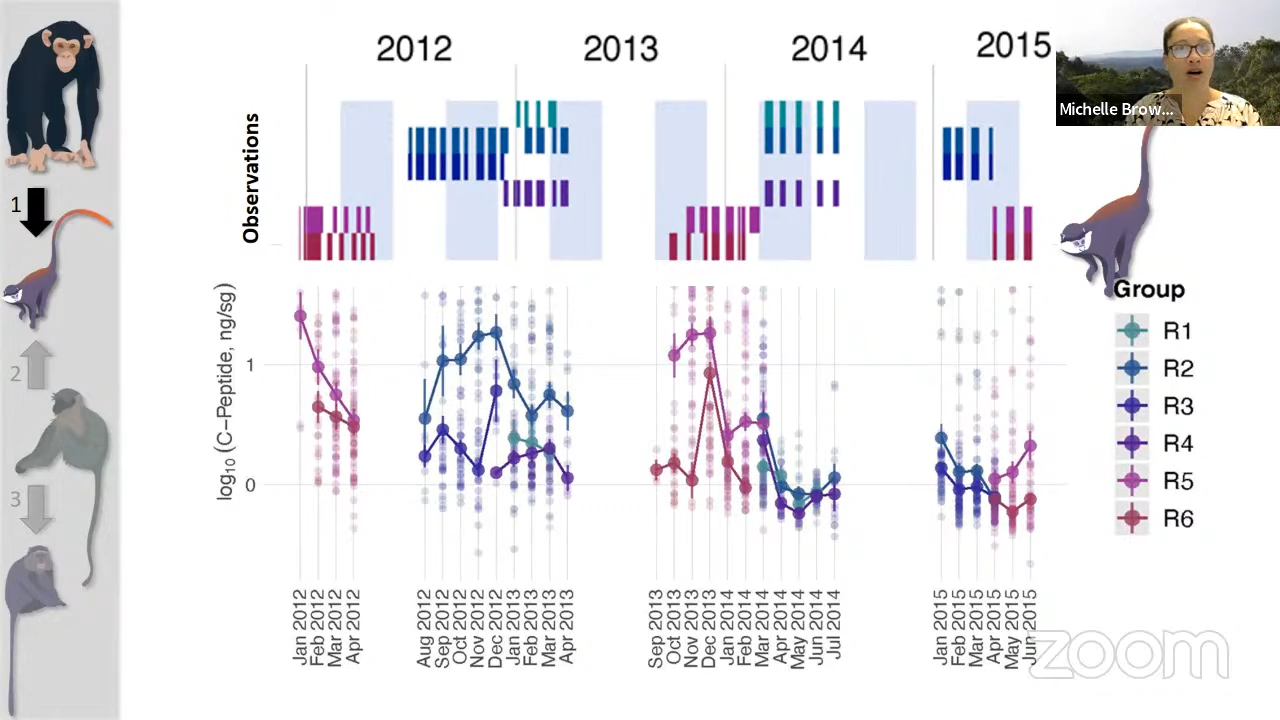 2012
2013
2014
2015
Michelle Brow...
Observations
1
2
3
log10 (C-Peptide, ng/sg)
1
0
Jan 2012
Feb 2012
Mar 2012
Apr 2012
Aug 2012
Sep 2012
Oct 2012
Nov 2012
Dec 2012
Jan 2013
Feb 2013
Mar 2013
Apr 2013
Sep 2013
Oct 2013
Nov 2013
Dec 2013
Jan 2014
Feb 2014
Mar 2014
Apr 2014
May 2014
Jun 2014
Jul 2014
Jan 2015
Feb 2015
Mar 2015
Apr 2015
May 2015
Jun 2015
Group
R1
R2
R3
R4
R5
R6
zoom